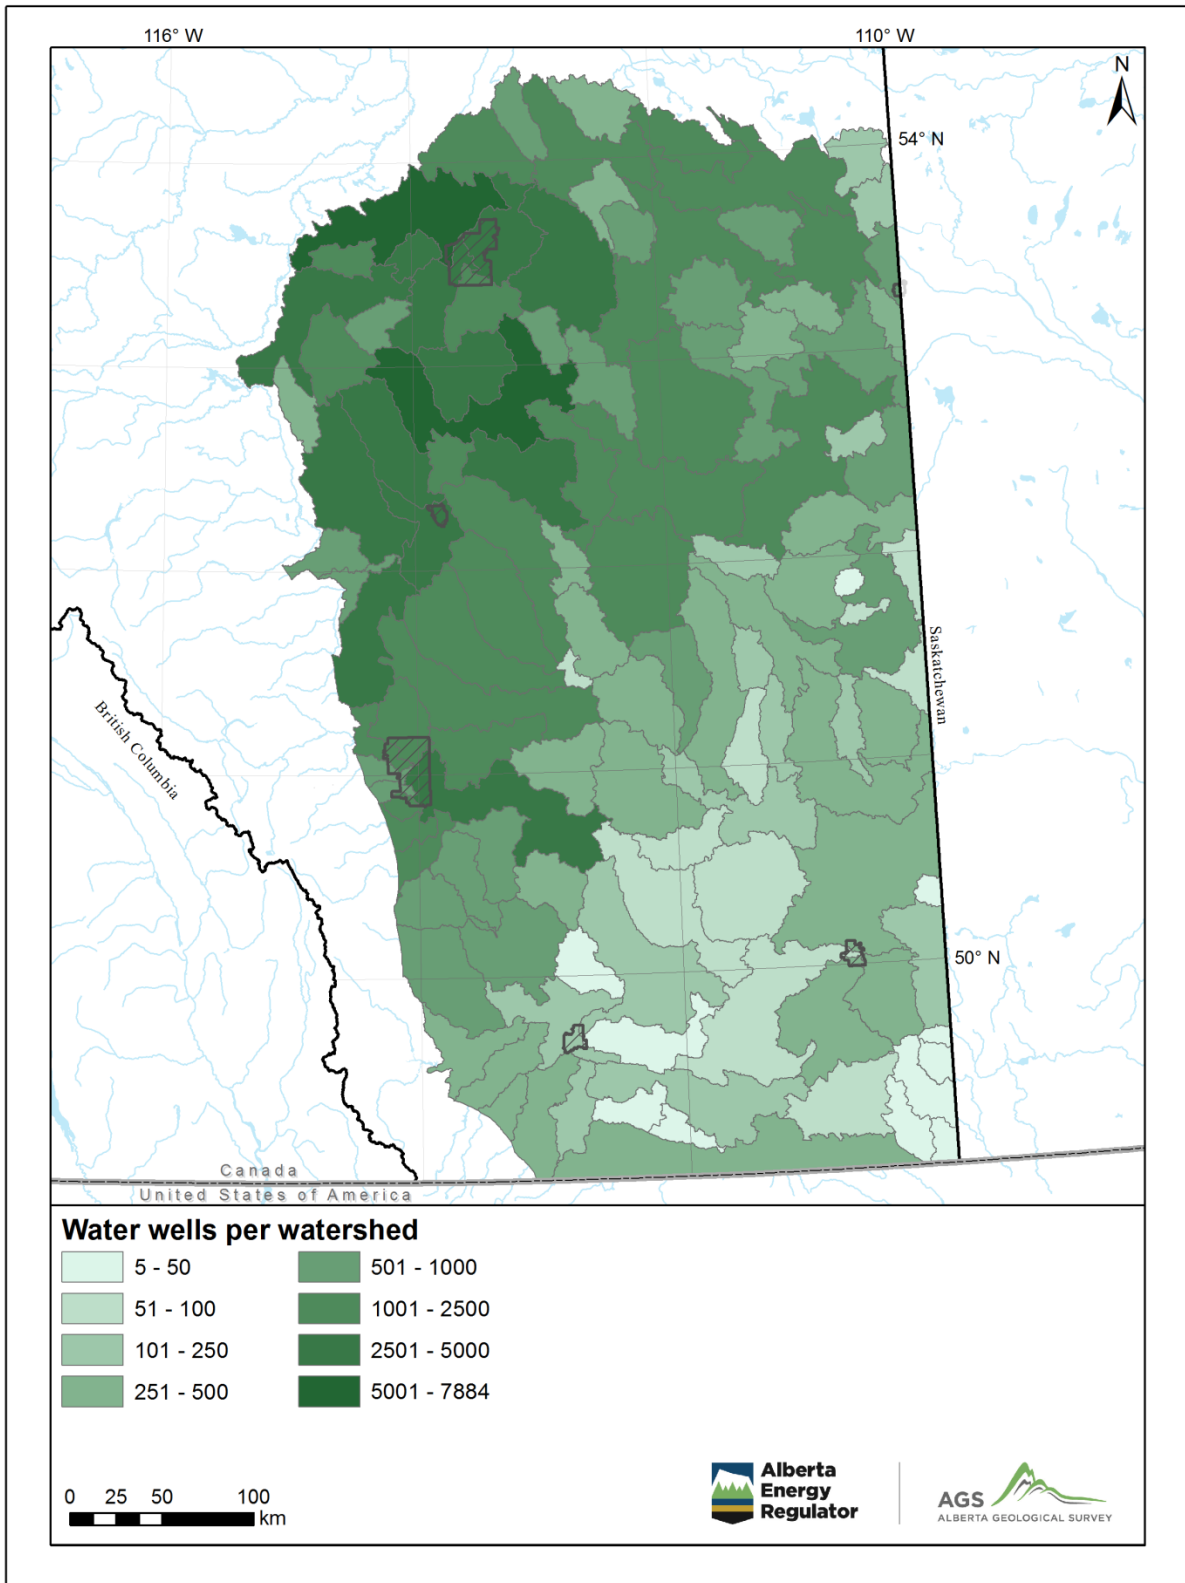 116° W
110° W
N
54° N
Saskatchewan
British Columbia
50° N
Canada
United States of America
Water wells per watershed
5 - 50
51 - 100
101 - 250
251 - 500
501 - 1000
1001 - 2500
2501 - 5000
5001 - 7884
0 25 50 100
km
Alberta
Energy
Regulator
AGS
ALBERTA GEOLOGICAL SURVEY